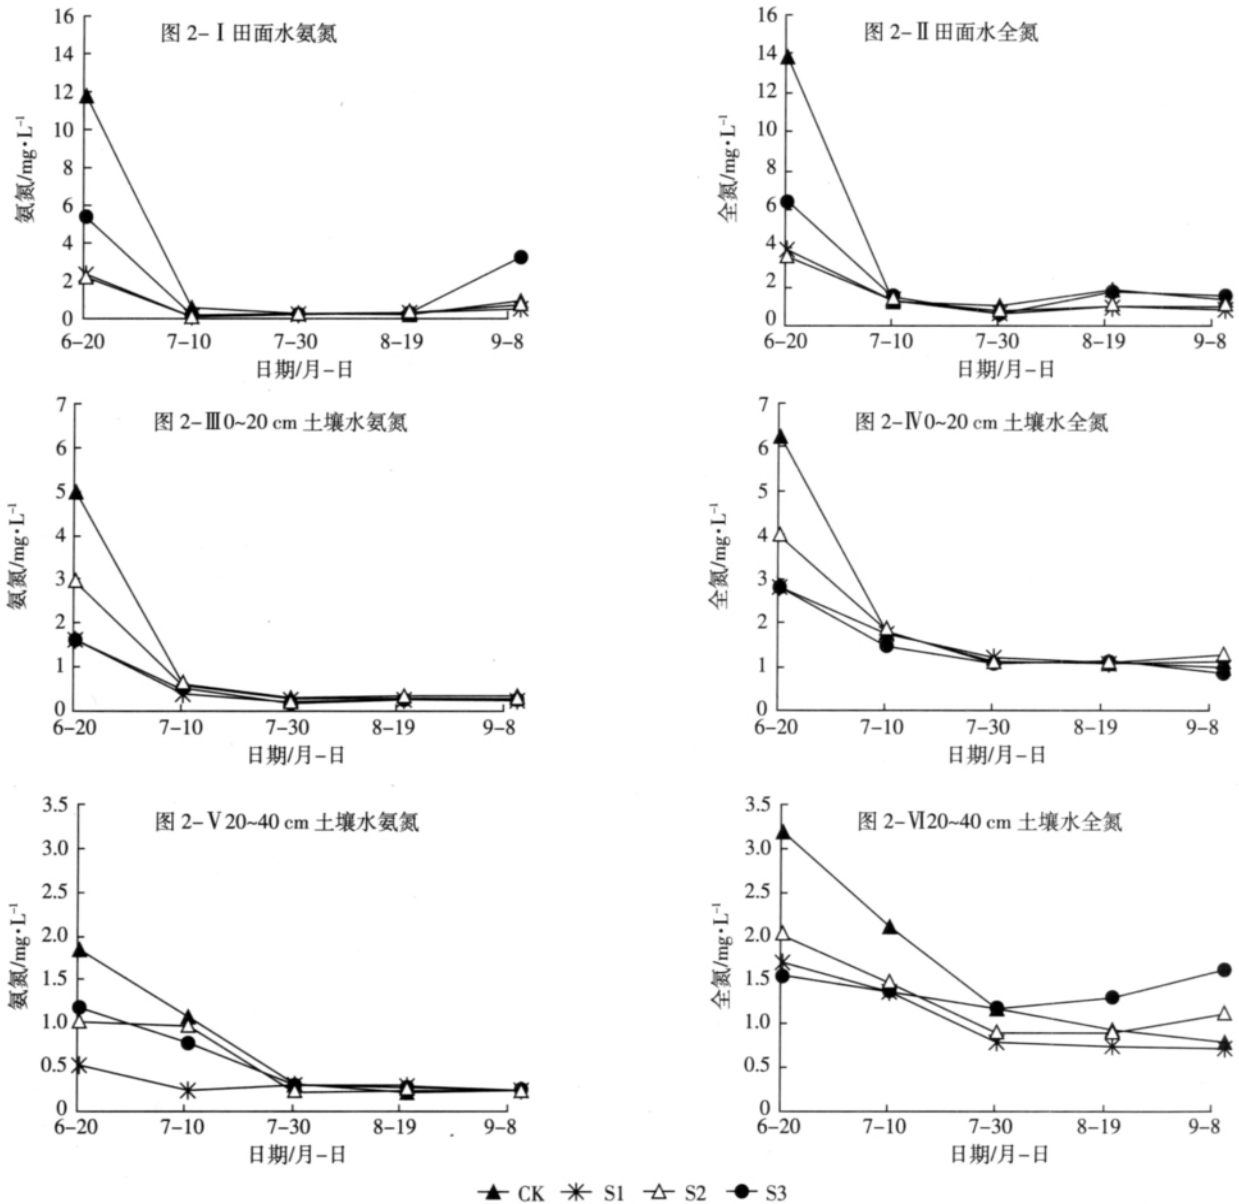 图 2-Ⅰ田面水氨氮
16
14
12
10
8
6
4
2
0
氨氮/mg·L⁻¹
6-20 7-10 7-30 8-19 9-8
日期/月-日
图 2-Ⅱ田面水全氮
16
14
12
10
8
6
4
2
0
全氮/mg·L⁻¹
6-20 7-10 7-30 8-19 9-8
日期/月-日
图 2-Ⅲ0~20 cm 土壤水氨氮
7
6
5
4
3
2
1
0
氨氮/mg·L⁻¹
6-20 7-10 7-30 8-19 9-8
日期/月-日
图 2-Ⅳ0~20 cm 土壤水全氮
7
6
5
4
3
2
1
0
全氮/mg·L⁻¹
6-20 7-10 7-30 8-19 9-8
日期/月-日
图 2-Ⅴ20~40 cm 土壤水氨氮
3.5
3.0
2.5
2.0
1.5
1.0
0.5
0
氨氮/mg·L⁻¹
6-20 7-10 7-30 8-19 9-8
日期/月-日
图 2-Ⅵ20~40 cm 土壤水全氮
3.5
3.0
2.5
2.0
1.5
1.0
0.5
0
全氮/mg·L⁻¹
6-20 7-10 7-30 8-19 9-8
日期/月-日
CK S1 S2 S3